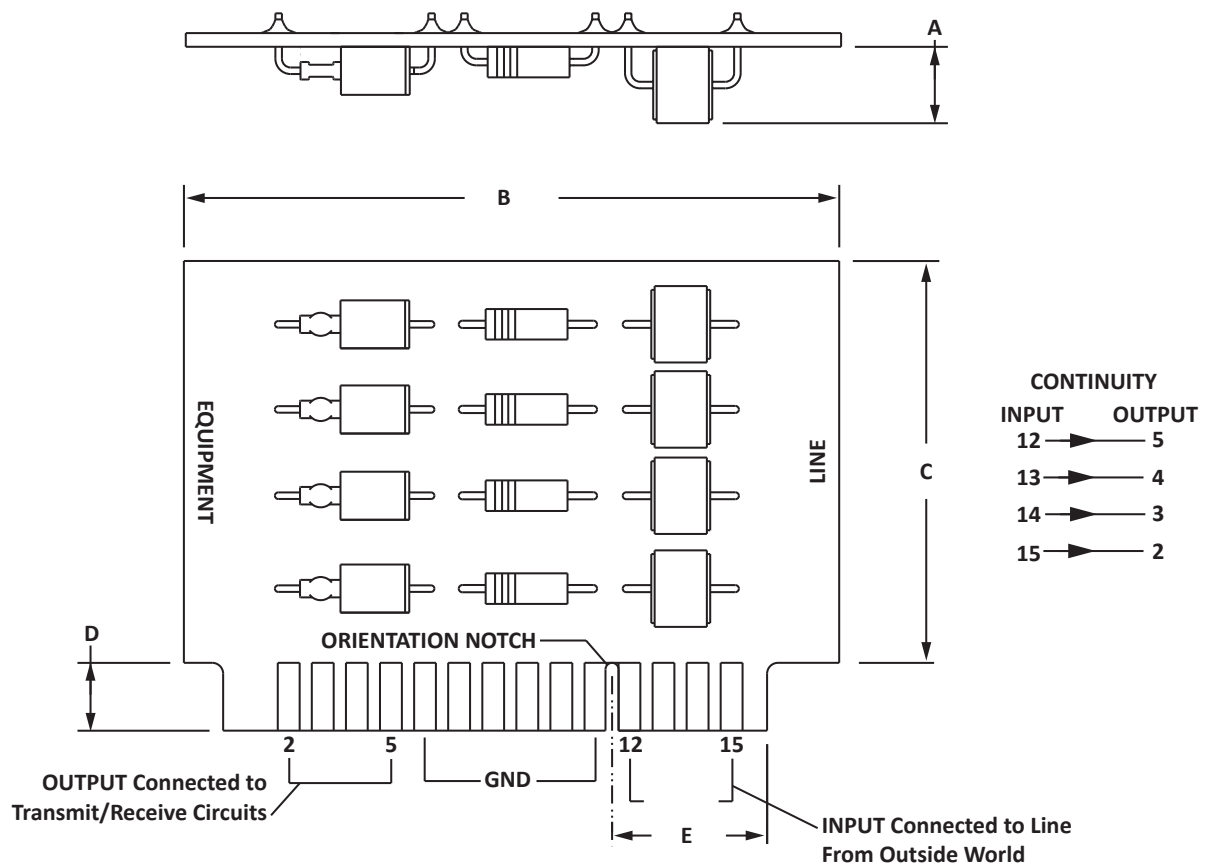 A
B
EQUIPMENT
LINE
C
CONTINUITY
INPUT OUTPUT
12 5
13 4
14 3
15 2
D
ORIENTATION NOTCH
2 5 12 15
GND
OUTPUT Connected to
Transmit/Receive Circuits
E
INPUT Connected to Line
From Outside World